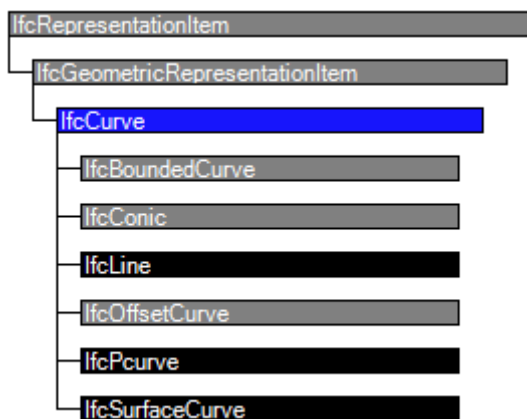 IfcRepresentationItem
IfcGeometricRepresentationItem
IfcCurve
IfcBoundedCurve
IfcConic
IfcLine
IfcOffsetCurve
IfcPcurve
IfcSurfaceCurve